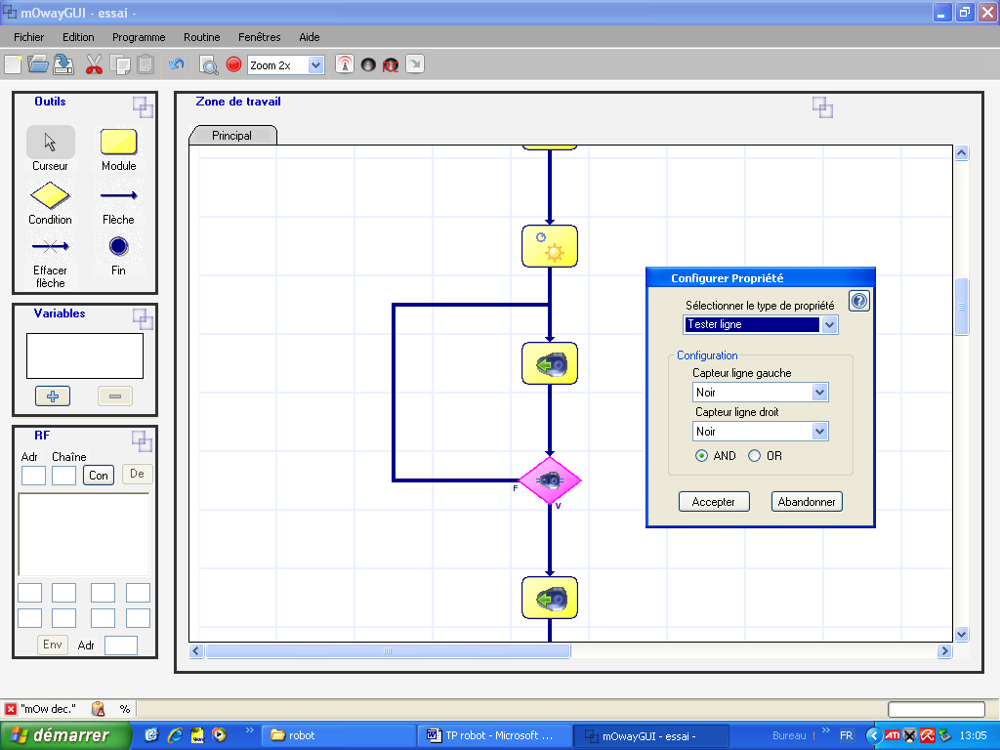 mOwayGUI - essai -
Fichier Edition Programme Routine Fenêtres Aide
Zoom 2x
Outils
Curseur Module
Condition Flèche
Effacer flèche Fin
Variables
RF
Adr Chaîne
Con De
Env Adr
Zone de travail
Principal
F
V
Configurer Propriété
Sélectionner le type de propriété
Tester ligne
Configuration
Capteur ligne gauche
Noir
Capteur ligne droit
Noir
AND OR
Accepter Abandonner
"mOw dec." %
démarrer
robot
TP robot - Microsoft ...
mOwayGUI - essai -
Bureau
FR
ATI
13:05